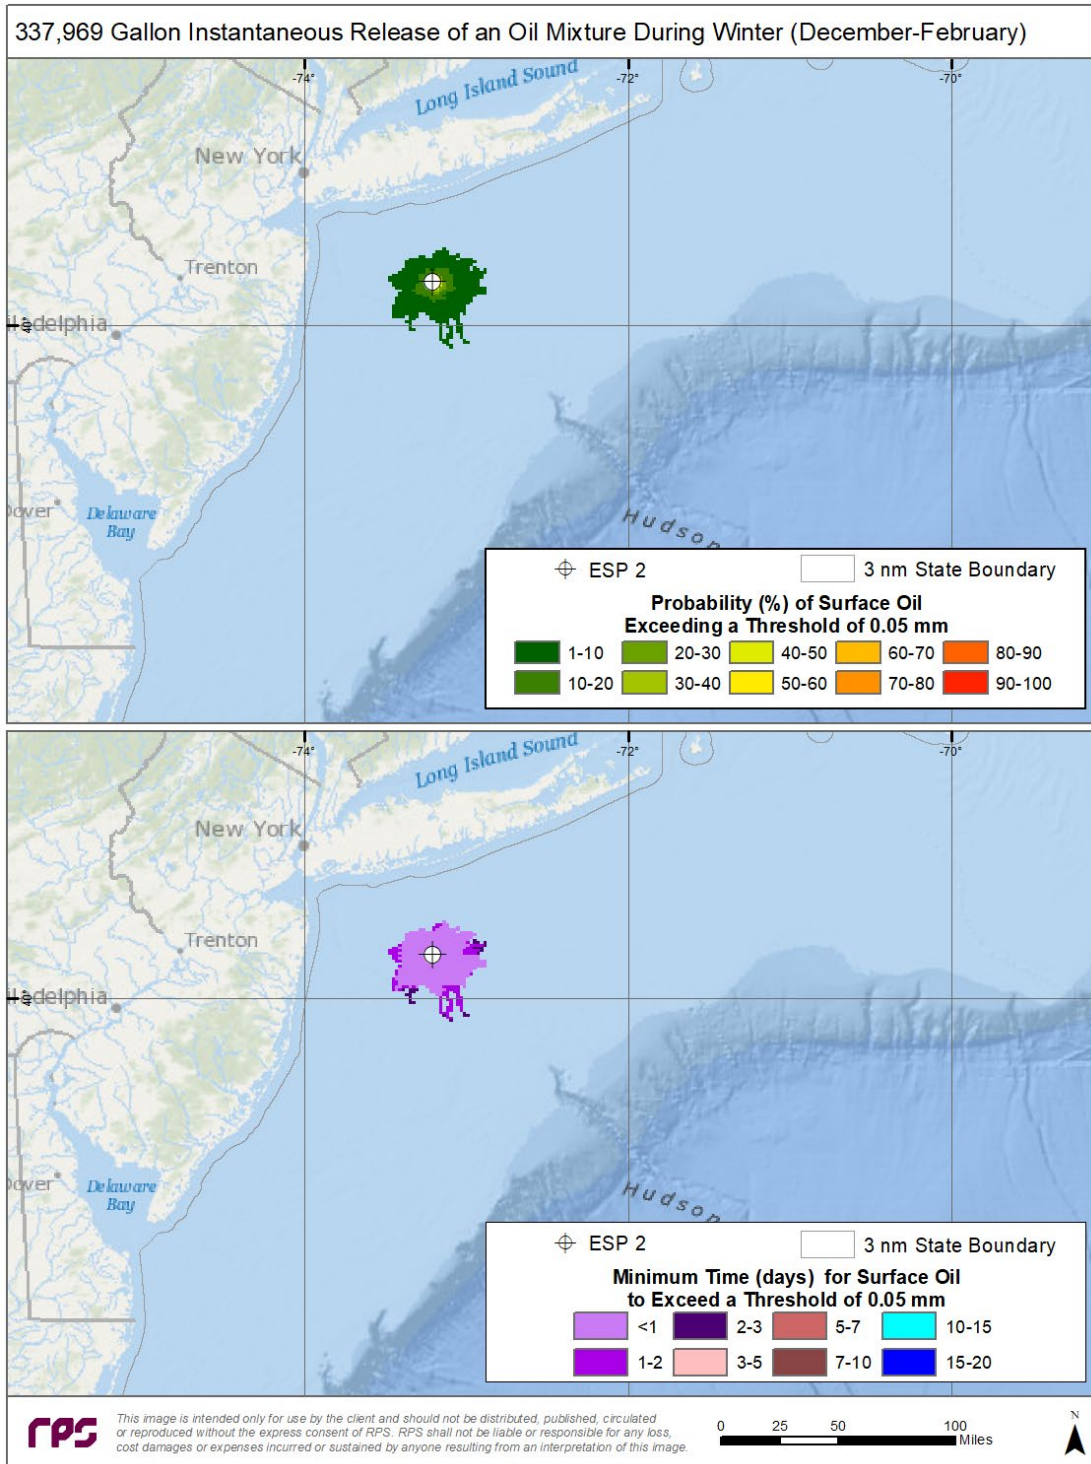 337,969 Gallon Instantaneous Release of an Oil Mixture During Winter (December-February)
-74° -72° -70°
Long Island Sound
New York
Trenton
iladelphia
40
Dover
Delaware
Bay
Hudson
ESP 2 3 nm State Boundary
Probability (%) of Surface Oil
Exceeding a Threshold of 0.05 mm
1-10 20-30 40-50 60-70 80-90
10-20 30-40 50-60 70-80 90-100
-74° -72° -70°
Long Island Sound
New York
Trenton
iladelphia
40
Dover
Delaware
Bay
Hudson
ESP 2 3 nm State Boundary
Minimum Time (days) for Surface Oil
to Exceed a Threshold of 0.05 mm
<1 2-3 5-7 10-15
1-2 3-5 7-10 15-20
rps
This image is intended only for use by the client and should not be distributed, published, circulated
or reproduced without the express consent of RPS. RPS shall not be liable or responsible for any loss,
cost damages or expenses incurred or sustained by anyone resulting from an interpretation of this image.
0 25 50 100
Miles
N